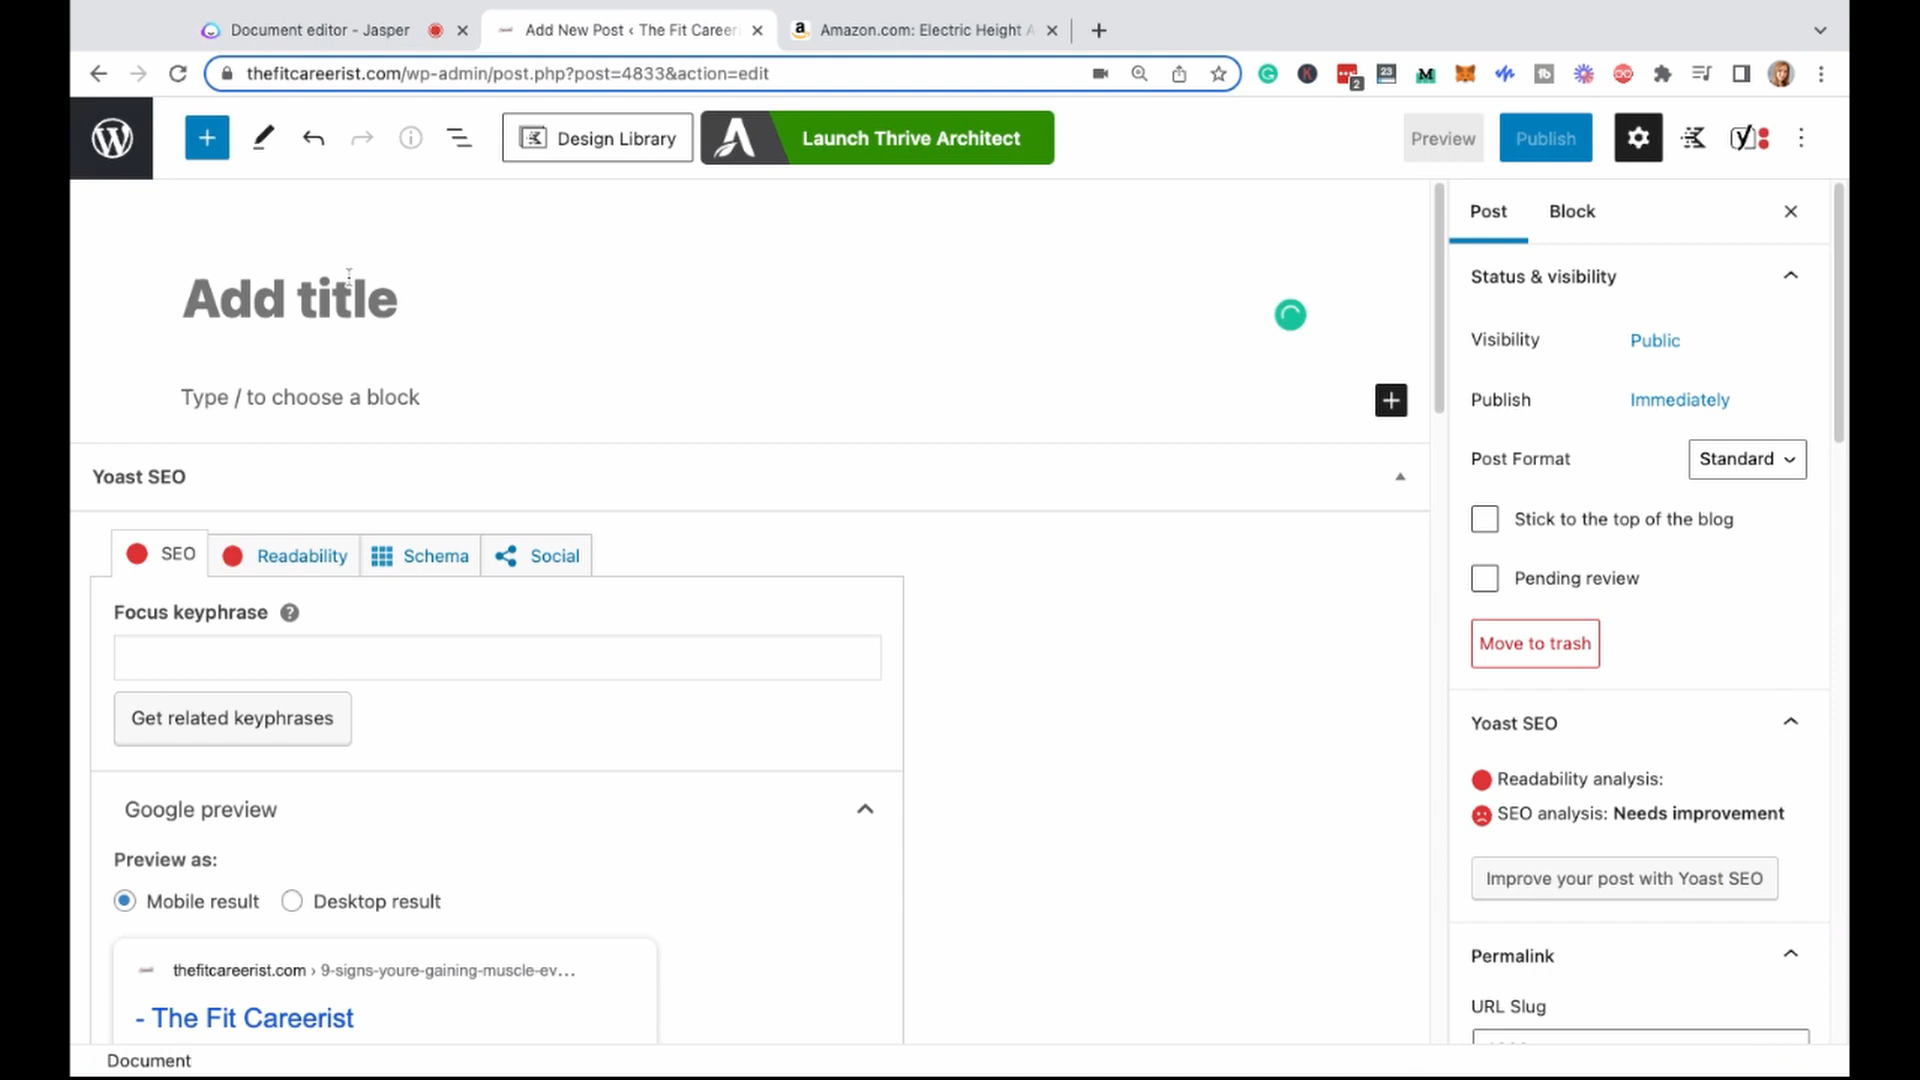 Document editor - Jasper
Add New Post ‹ The Fit Career
Amazon.com: Electric Height A
thefitcareerist.com/wp-admin/post.php?post=4833&action=edit
2
23
Design Library
Launch Thrive Architect
Preview
Publish
Add title
Type / to choose a block
Yoast SEO
SEO
Readability
Schema
Social
Focus keyphrase
Get related keyphrases
Google preview
Preview as:
Mobile result
Desktop result
thefitcareerist.com › 9-signs-youre-gaining-muscle-ev...
- The Fit Careerist
Document
Post
Block
Status & visibility
Visibility
Public
Publish
Immediately
Post Format
Standard
Stick to the top of the blog
Pending review
Move to trash
Yoast SEO
Readability analysis:
SEO analysis: Needs improvement
Improve your post with Yoast SEO
Permalink
URL Slug